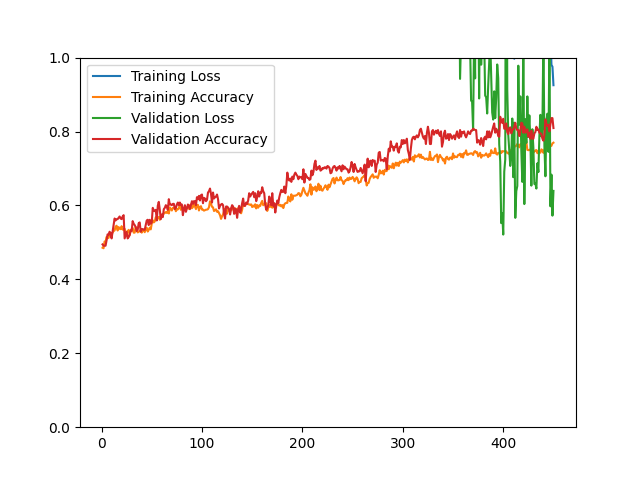 1.0
0.8
0.6
0.4
0.2
0.0
Training Loss
Training Accuracy
Validation Loss
Validation Accuracy
0 100 200 300 400